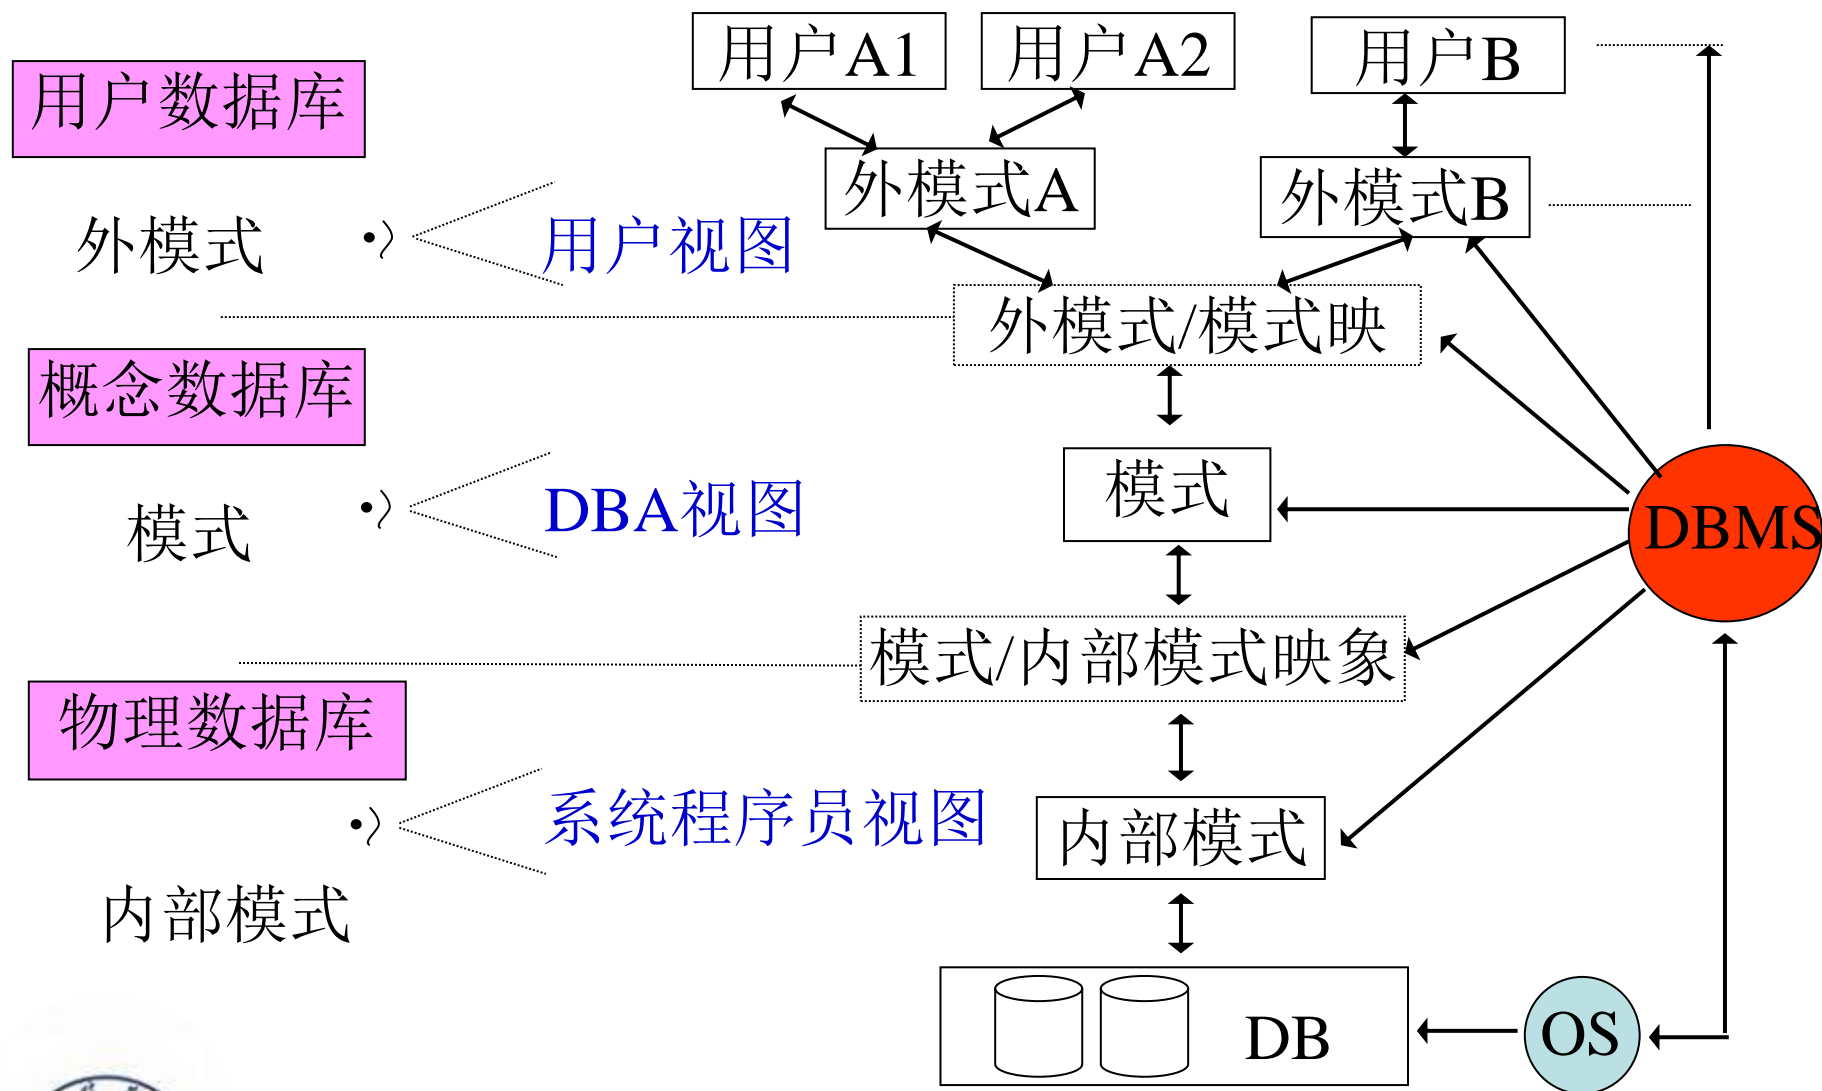 用户A1
用户A2
用户B
用户数据库
外模式A
外模式B
外模式
用户视图
外模式/模式映
概念数据库
模式
DBA视图
模式
DBMS
模式/内部模式映象
物理数据库
系统程序员视图
内部模式
内部模式
DB
OS